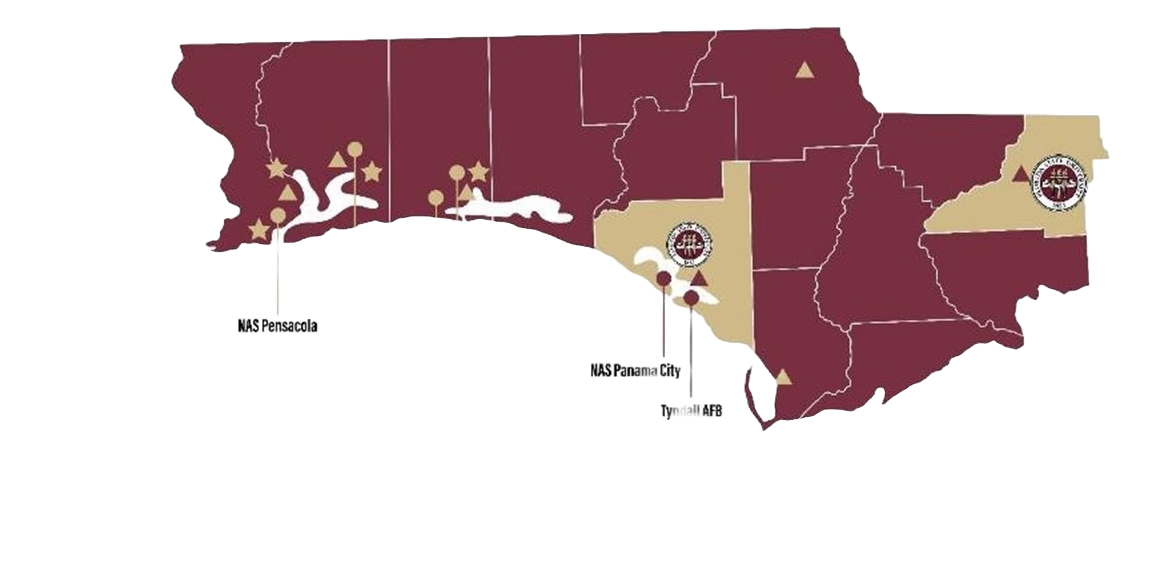 NAS Pensacola
NAS Panama City
Tyndall AFB